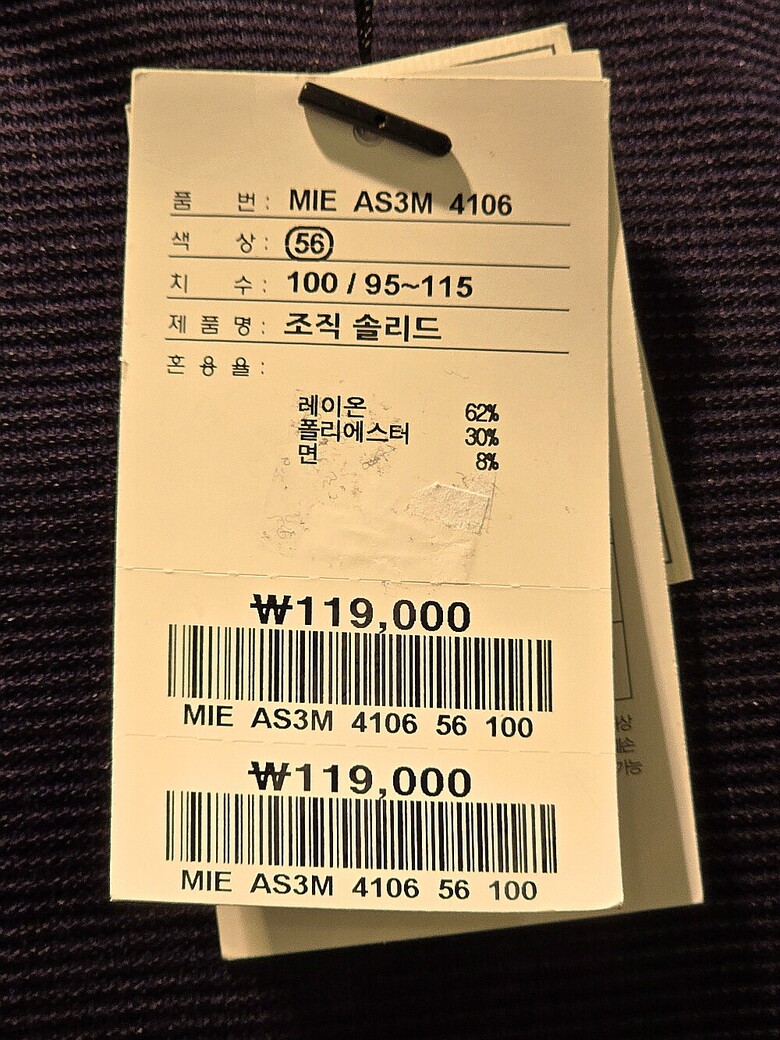 품 번 : MIE AS3M 4106
색 상 : 56
치 수 : 100 / 95~115
제 품 명 : 조직 솔리드
혼 용 율 :
레이온 62%
폴리에스터 30%
면 8%
₩119,000
MIE AS3M 4106 56 100
₩119,000
MIE AS3M 4106 56 100
가능